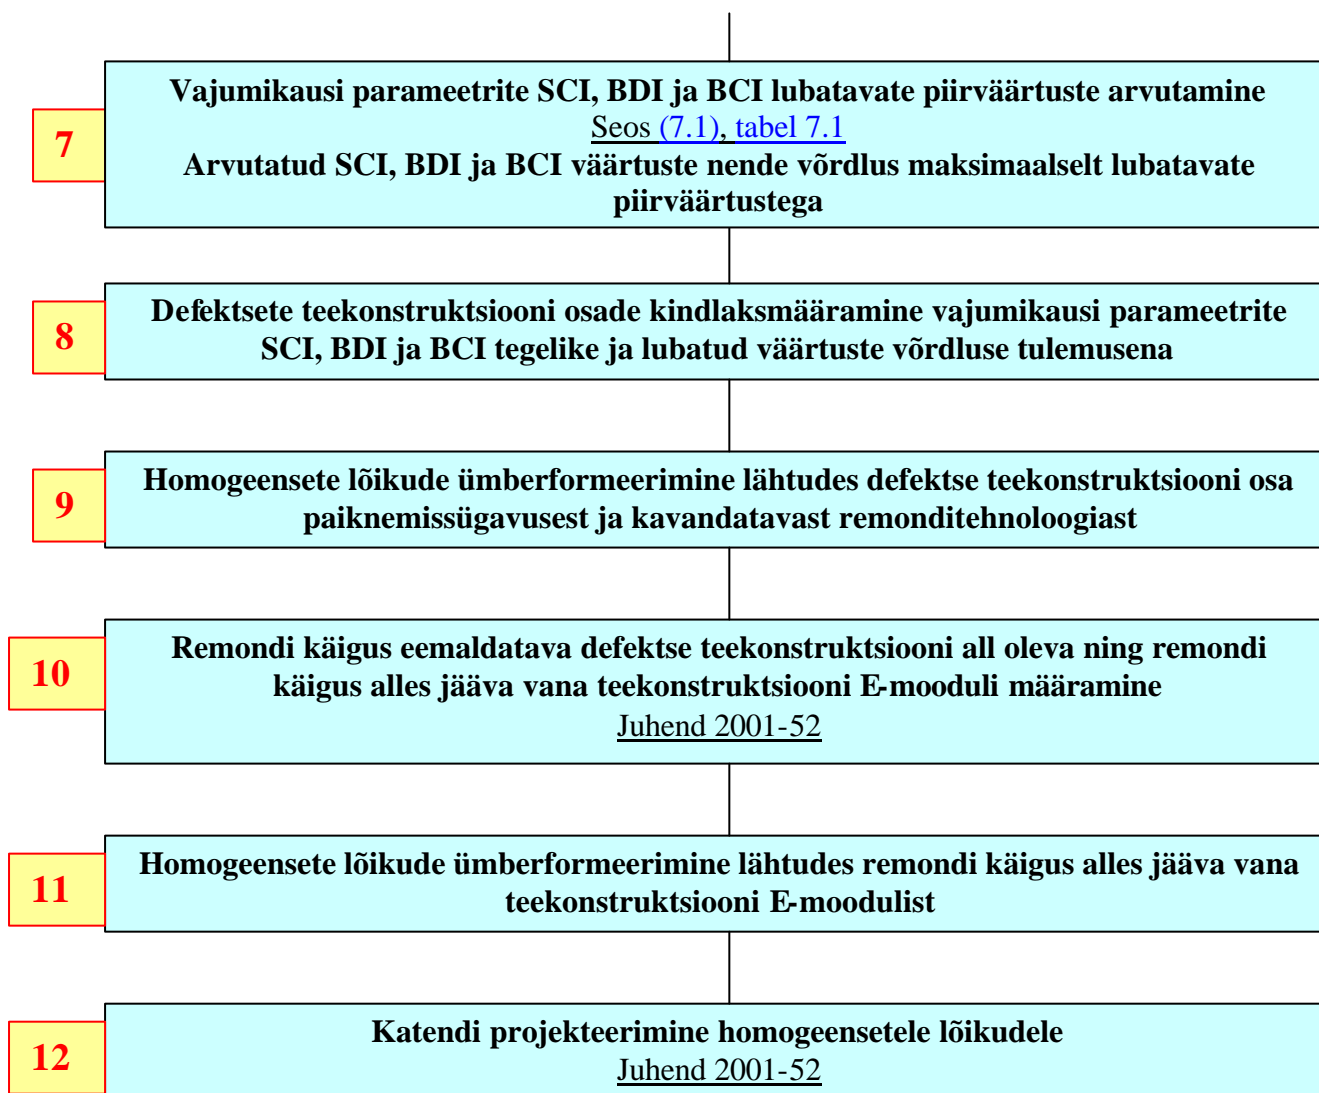 Vajumikausi parameetrite SCI, BDI ja BCI lubatavate piirväärtuste arvutamine
Seos (7.1), tabel 7.1
7
Arvutatud SCI, BDI ja BCI väärtuste nende võrdlus maksimaalselt lubatavate
piirväärtustega
Defektsete teekonstruktsiooni osade kindlaksmääramine vajumikausi parameetrite
8
SCI, BDI ja BCI tegelike ja lubatud väärtuste võrdluse tulemusena
Homogeensete lõikude ümberformeerimine lähtudes defektse teekonstruktsiooni osa
9
paiknemissügavusest ja kavandatavast remonditehnoloogiast
Remondi käigus eemaldatava defektse teekonstruktsiooni all oleva ning remondi
10
käigus alles jääva vana teekonstruktsiooni E-mooduli määramine
Juhend 2001-52
Homogeensete lõikude ümberformeerimine lähtudes remondi käigus alles jääva vana
11
teekonstruktsiooni E-moodulist
Katendi projekteerimine homogeensetele lõikudele
12
Juhend 2001-52